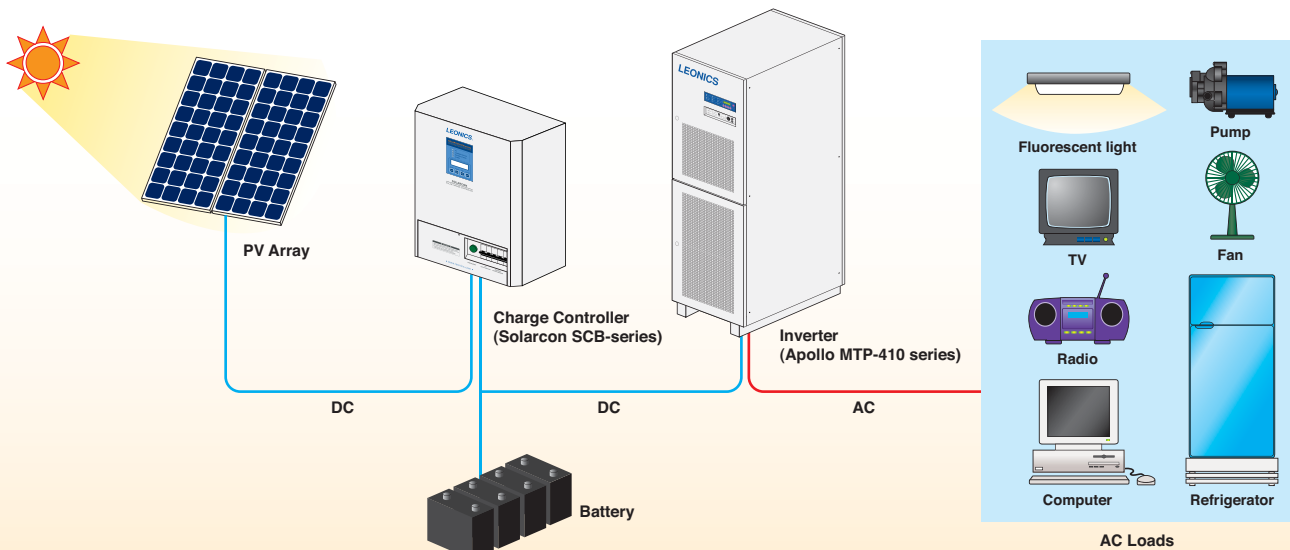 LEONICS
LEONICS
Fluorescent light
Pump
PV Array
TV
Fan
Charge Controller
(Solarcon SCB-series)
Inverter
(Apollo MTP-410 series)
Radio
DC
DC
AC
Computer
Refrigerator
Battery
AC Loads